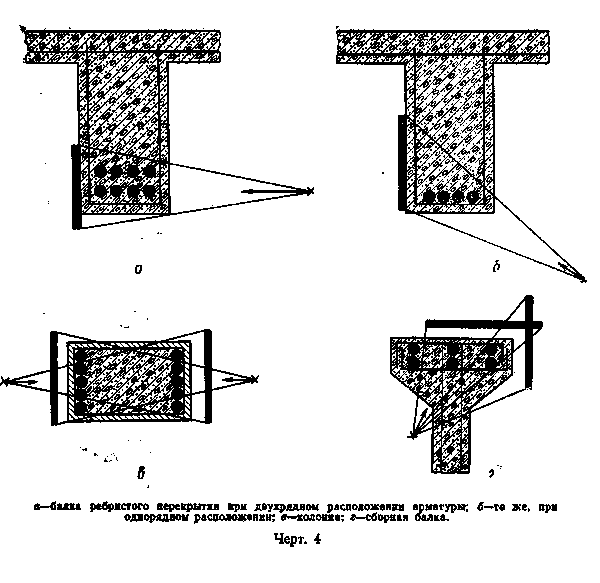 а
б
в
г
а—балка ребристого перекрытия при двухрядном расположении арматуры; б—то же, при
однорядном расположении; в—колонна; г—сборная балка.
Черт. 4